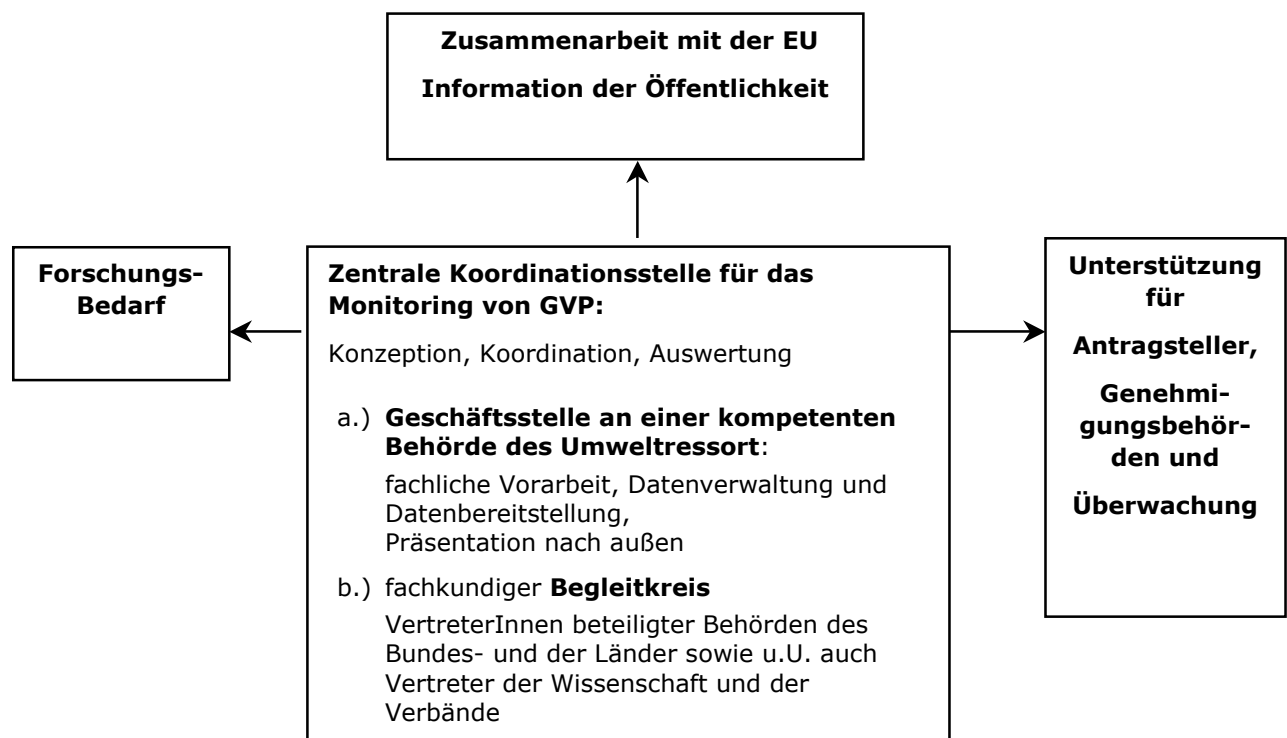 Zusammenarbeit mit der EU
Information der Öffentlichkeit
Forschungs-
Bedarf
Zentrale Koordinationsstelle für das
Monitoring von GVP:
Konzeption, Koordination, Auswertung
a.) Geschäftsstelle an einer kompetenten
Behörde des Umweltressort:
fachliche Vorarbeit, Datenverwaltung und
Datenbereitstellung,
Präsentation nach außen
b.) fachkundiger Begleitkreis
VertreterInnen beteiligter Behörden des
Bundes- und der Länder sowie u.U. auch
Vertreter der Wissenschaft und der
Verbände
Unterstützung
für
Antragsteller,
Genehmi-
gungsbehör-
den und
Überwachung